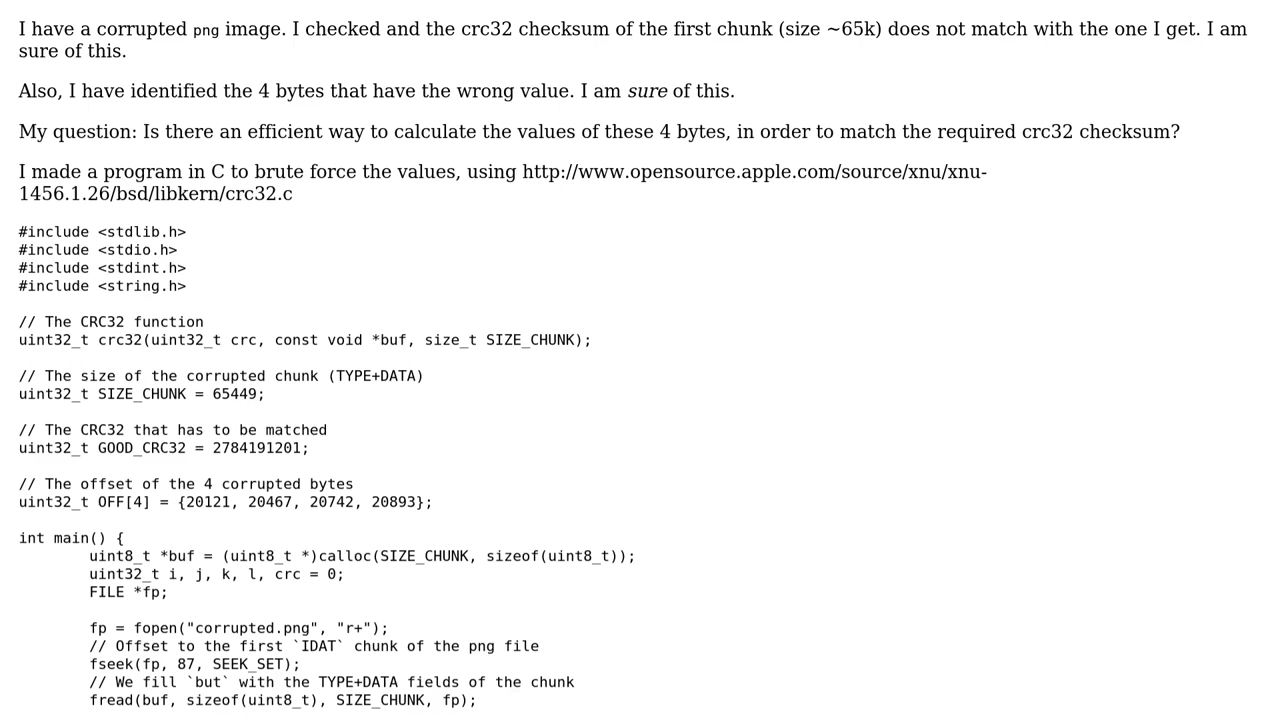 I have a corrupted png image. I checked and the crc32 checksum of the first chunk (size ~65k) does not match with the one I get. I am
sure of this.
Also, I have identified the 4 bytes that have the wrong value. I am sure of this.
My question: Is there an efficient way to calculate the values of these 4 bytes, in order to match the required crc32 checksum?
I made a program in C to brute force the values, using http://www.opensource.apple.com/source/xnu/xnu-
1456.1.26/bsd/libkern/crc32.c
#include <stdlib.h>
#include <stdio.h>
#include <stdint.h>
#include <string.h>
// The CRC32 function
uint32_t crc32(uint32_t crc, const void *buf, size_t SIZE_CHUNK);
// The size of the corrupted chunk (TYPE+DATA)
uint32_t SIZE_CHUNK = 65449;
// The CRC32 that has to be matched
uint32_t GOOD_CRC32 = 2784191201;
// The offset of the 4 corrupted bytes
uint32_t OFF[4] = {20121, 20467, 20742, 20893};
int main() {
        uint8_t *buf = (uint8_t *)calloc(SIZE_CHUNK, sizeof(uint8_t));
        uint32_t i, j, k, l, crc = 0;
        FILE *fp;
        fp = fopen("corrupted.png", "r+");
        // Offset to the first `IDAT` chunk of the png file
        fseek(fp, 87, SEEK_SET);
        // We fill `but` with the TYPE+DATA fields of the chunk
        fread(buf, sizeof(uint8_t), SIZE_CHUNK, fp);